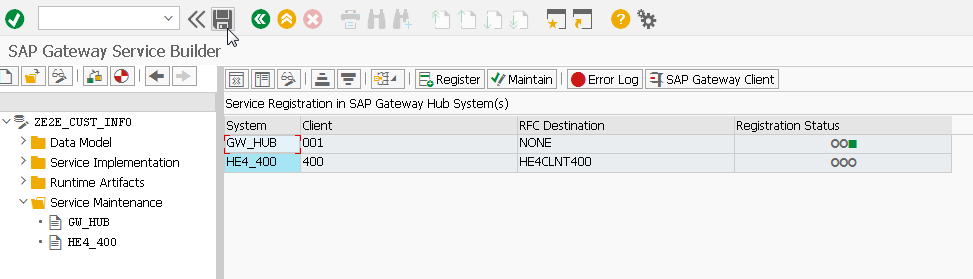 SAP Gateway Service Builder
Register Maintain Error Log SAP Gateway Client
Service Registration in SAP Gateway Hub System(s)
System Client RFC Destination Registration Status
GW_HUB 001 NONE
HE4_400 400 HE4CLNT400
ZE2E_CUST_INFO
Data Model
Service Implementation
Runtime Artifacts
Service Maintenance
GW_HUB
HE4_400